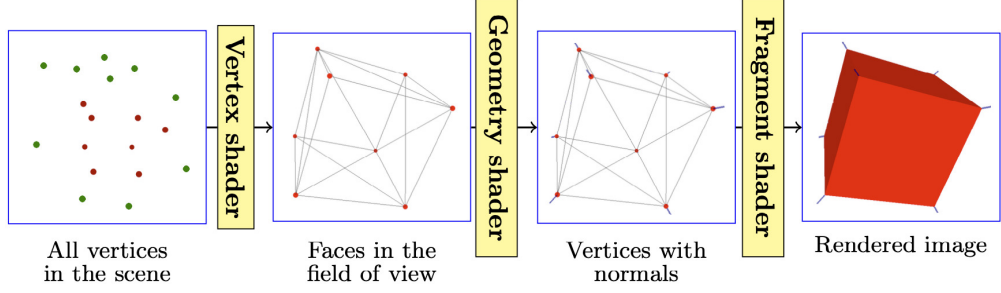 Vertex shader
Geometry shader
Fragment shader
All vertices
in the scene
Faces in the
field of view
Vertices with
normals
Rendered image